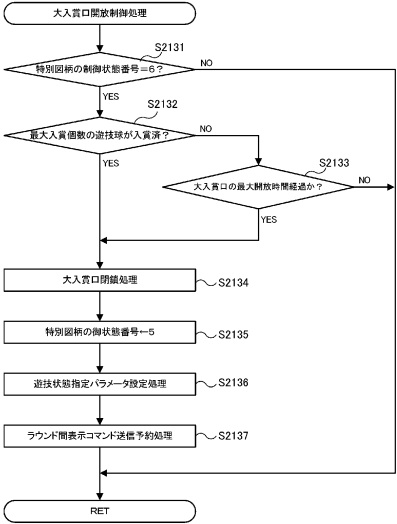 大入賞口開放制御処理
S2131
特別図柄の制御状態番号=6?
NO
YES
S2132
最大入賞個数の遊技球が入賞済?
NO
YES
S2133
大入賞口の最大開放時間経過か?
NO
YES
大入賞口閉鎖処理
S2134
特別図柄の御状態番号←5
S2135
遊技状態指定パラメータ設定処理
S2136
ラウンド間表示コマンド送信予約処理
S2137
RET